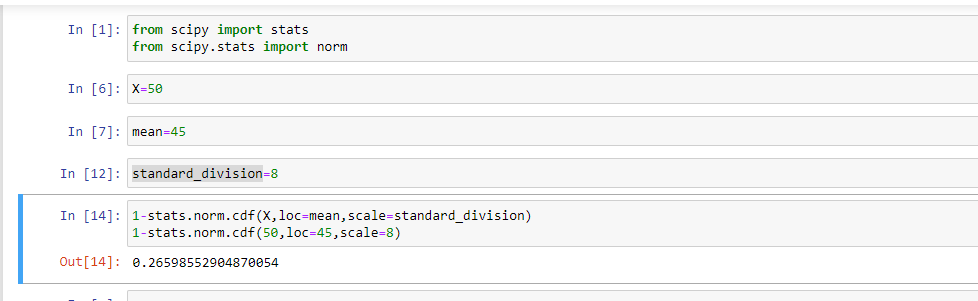 In [1]: from scipy import stats
from scipy.stats import norm
In [6]: X=50
In [7]: mean=45
In [12]: standard_division=8
In [14]: 1-stats.norm.cdf(X,loc=mean,scale=standard_division)
1-stats.norm.cdf(50,loc=45,scale=8)
Out[14]: 0.26598552904870054